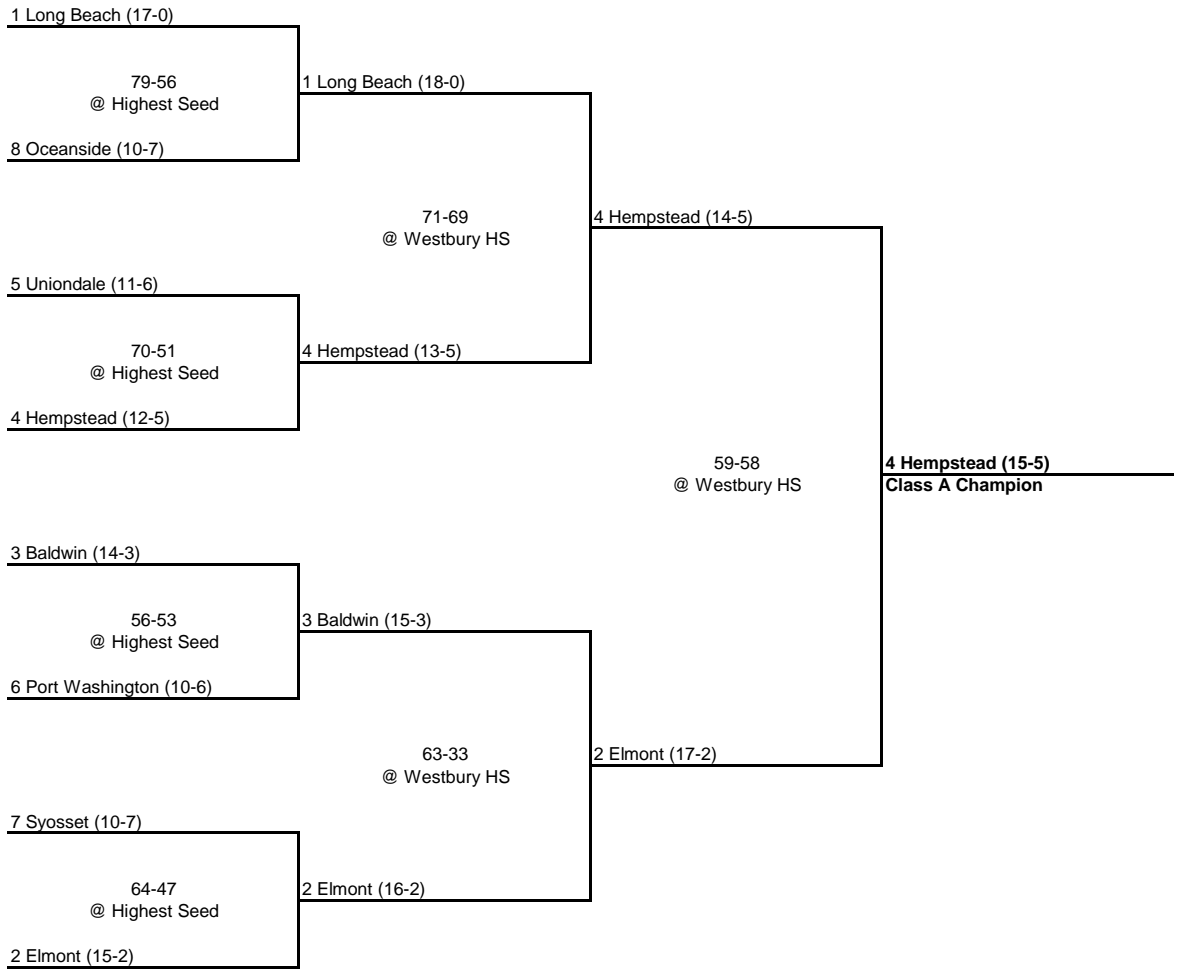 1 Long Beach (17-0)
79-56
@ Highest Seed
1 Long Beach (18-0)
8 Oceanside (10-7)
71-69
@ Westbury HS
4 Hempstead (14-5)
5 Uniondale (11-6)
70-51
@ Highest Seed
4 Hempstead (13-5)
4 Hempstead (12-5)
59-58
@ Westbury HS
4 Hempstead (15-5)
Class A Champion
3 Baldwin (14-3)
56-53
@ Highest Seed
3 Baldwin (15-3)
6 Port Washington (10-6)
63-33
@ Westbury HS
2 Elmont (17-2)
7 Syosset (10-7)
64-47
@ Highest Seed
2 Elmont (16-2)
2 Elmont (15-2)